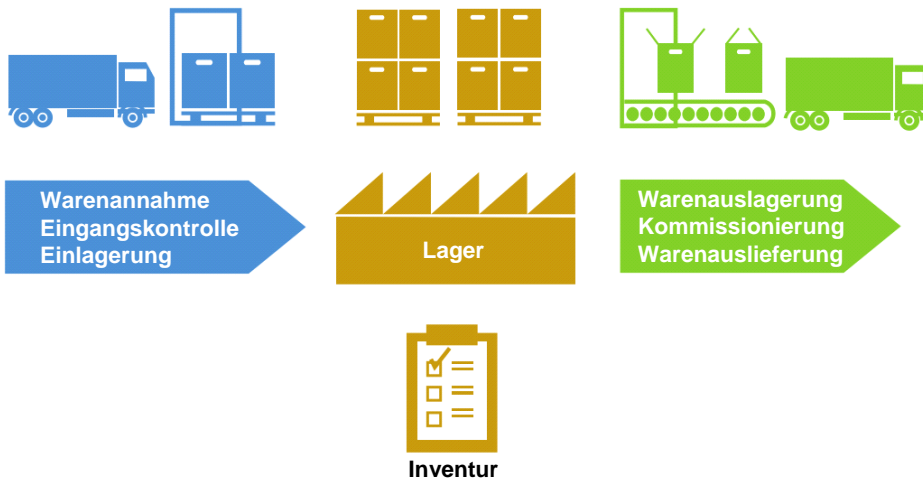 Warenannahme
Eingangskontrolle
Einlagerung
Lager
Warenauslagerung
Kommissionierung
Warenauslieferung
Inventur